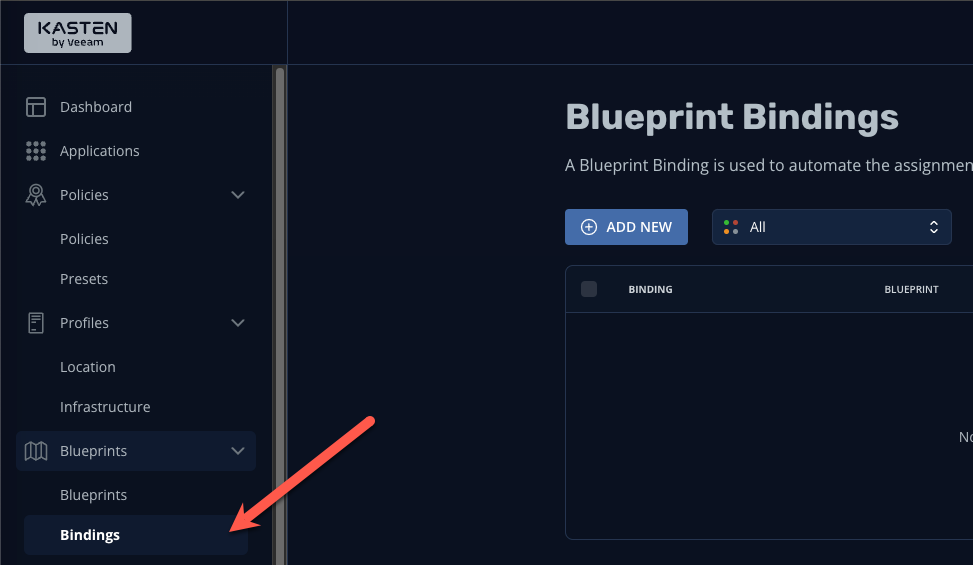 KASTEN
by Veeam
Dashboard
Applications
Policies
Policies
Presets
Profiles
Location
Infrastructure
Blueprints
Blueprints
Bindings
Blueprint Bindings
A Blueprint Binding is used to automate the assignmen
ADD NEW
All
BINDING BLUEPRINT
No